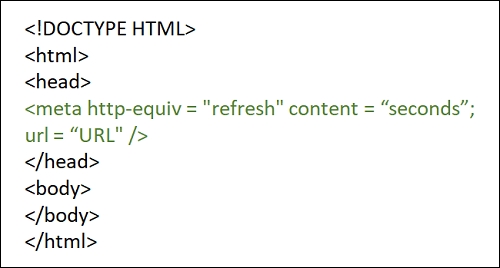 <!DOCTYPE HTML>
<html>
<head>
<meta http-equiv = "refresh" content = “seconds”;
url = “URL" />
</head>
<body>
</body>
</html>